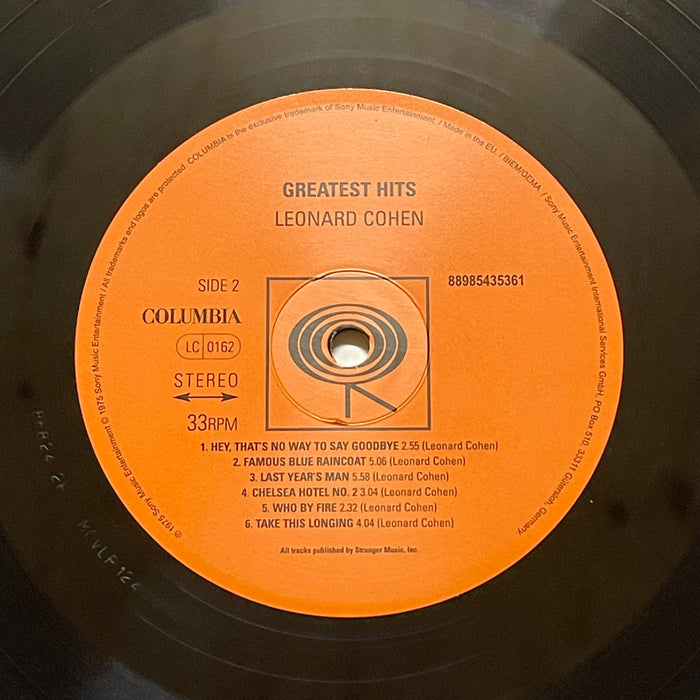 ℗ 1975 Sony Music Entertainment © 1975 Sony Music Entertainment / All trademarks and logos are protected. COLUMBIA is the exclusive trademark of Sony Music Entertainment. / Made in the EU. / BIEM/GEMA / Sony Music Entertainment International Services GmbH, PO Box 510, 33311 Gütersloh, Germany.
GREATEST HITS
LEONARD COHEN
SIDE 2
88985435361
COLUMBIA
LC 0162
STEREO
33RPM
1. HEY, THAT'S NO WAY TO SAY GOODBYE 2.55 (Leonard Cohen)
2. FAMOUS BLUE RAINCOAT 5.06 (Leonard Cohen)
3. LAST YEAR'S MAN 5.58 (Leonard Cohen)
4. CHELSEA HOTEL NO. 2 3.04 (Leonard Cohen)
5. WHO BY FIRE 2.32 (Leonard Cohen)
6. TAKE THIS LONGING 4.04 (Leonard Cohen)
All tracks published by Stranger Music, Inc.